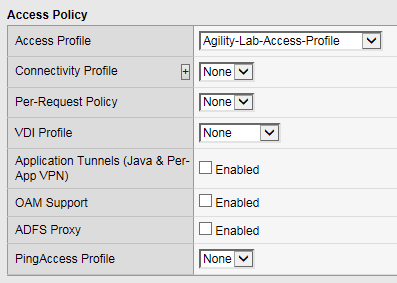 Access Policy
Access Profile Agility-Lab-Access-Profile
Connectivity Profile + None
Per-Request Policy None
VDI Profile None
Application Tunnels (Java & Per-
App VPN) Enabled
OAM Support Enabled
ADFS Proxy Enabled
PingAccess Profile None